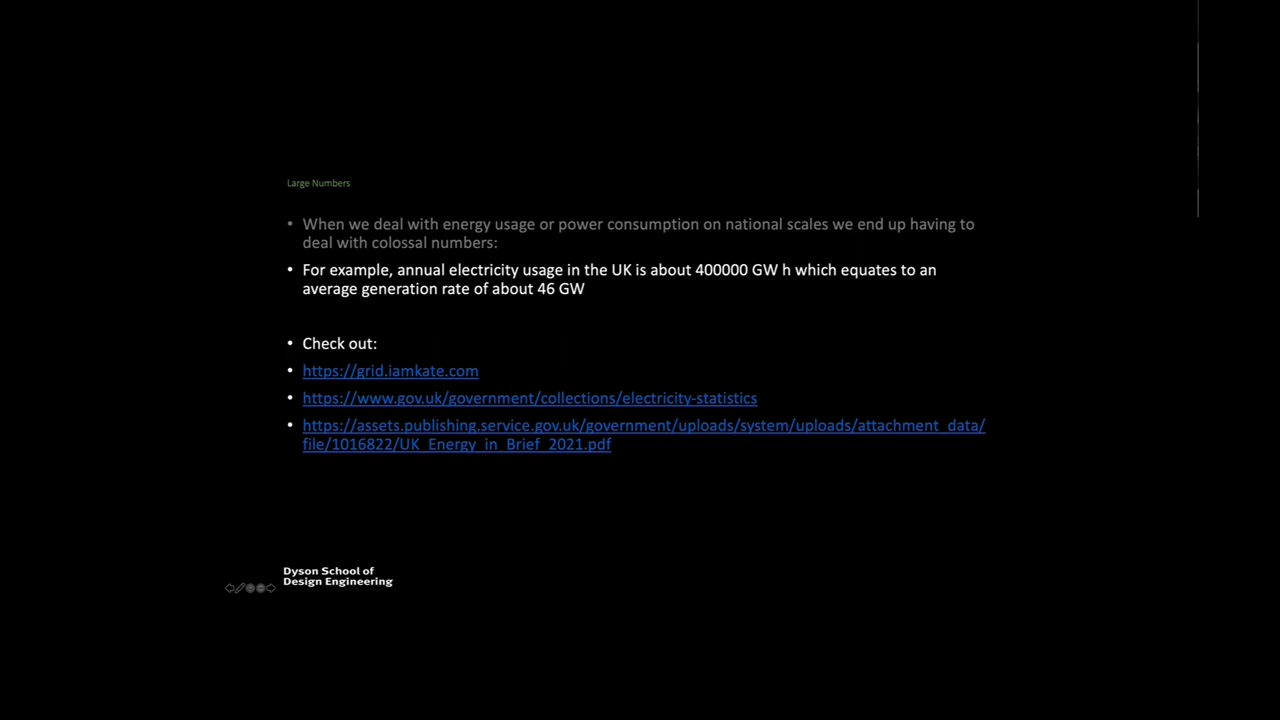 Large Numbers
• When we deal with energy usage or power consumption on national scales we end up having to
deal with colossal numbers:
• For example, annual electricity usage in the UK is about 400000 GW h which equates to an
average generation rate of about 46 GW
• Check out:
• https://grid.iamkate.com
• https://www.gov.uk/government/collections/electricity-statistics
• https://assets.publishing.service.gov.uk/government/uploads/system/uploads/attachment_data/
file/1016822/UK_Energy_in_Brief_2021.pdf
Dyson School of
Design Engineering